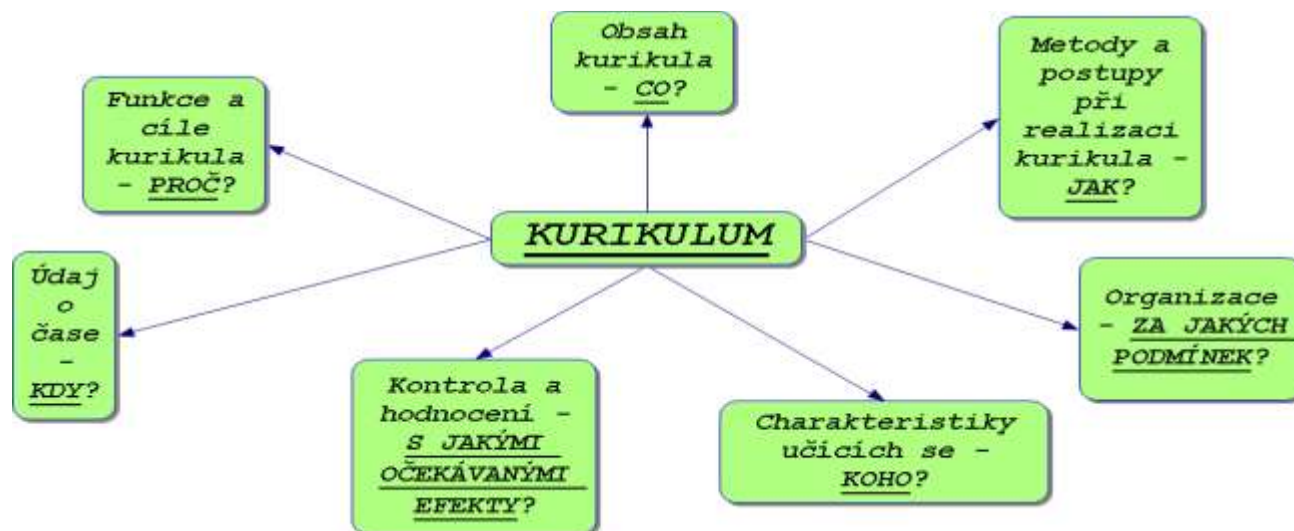 Obsah
kurikula
- CO?
Metody a
postupy
při
realizaci
kurikula -
JAK?
Funkce a
cíle
kurikula
- PROČ?
KURIKULUM
Údaj
o
čase
-
KDY?
Organizace
- ZA JAKÝCH
PODMÍNEK?
Kontrola a
hodnocení -
S JAKÝMI
OČEKÁVANÝMI
EFEKTY?
Charakteristiky
učicích se -
KOHO?